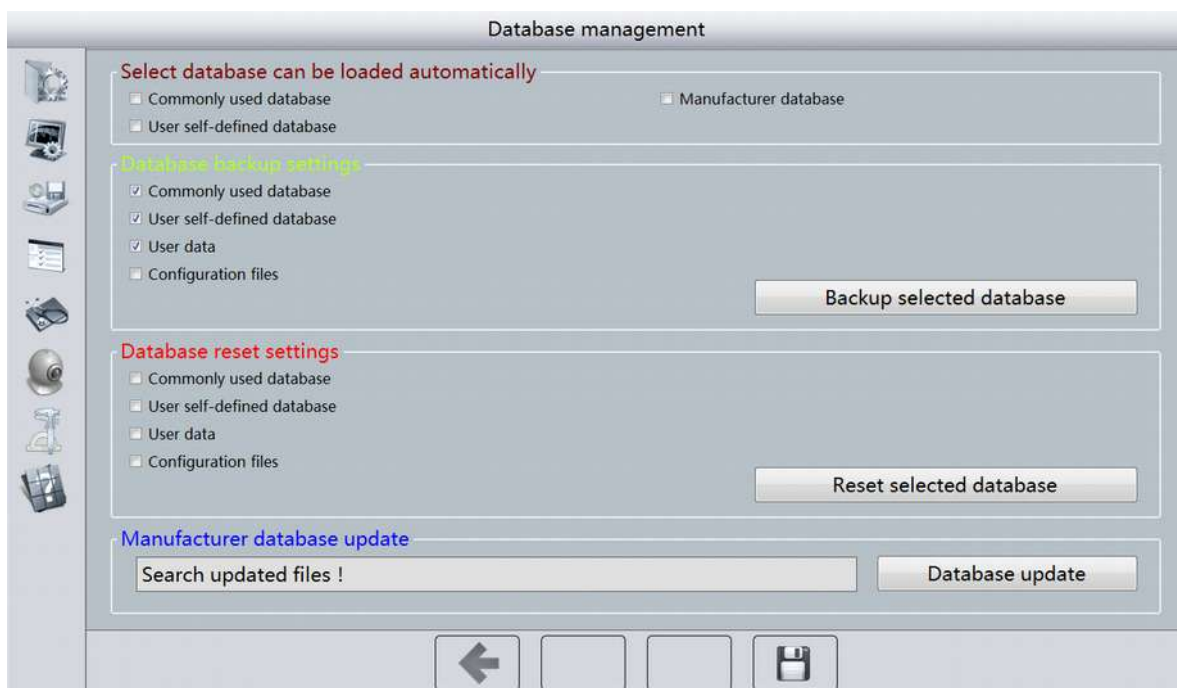 Database management
Select database can be loaded automatically
Commonly used database
Manufacturer database
User self-defined database
Database backup settings
Commonly used database
User self-defined database
User data
Configuration files
Backup selected database
Database reset settings
Commonly used database
User self-defined database
User data
Configuration files
Reset selected database
Manufacturer database update
Search updated files !
Database update